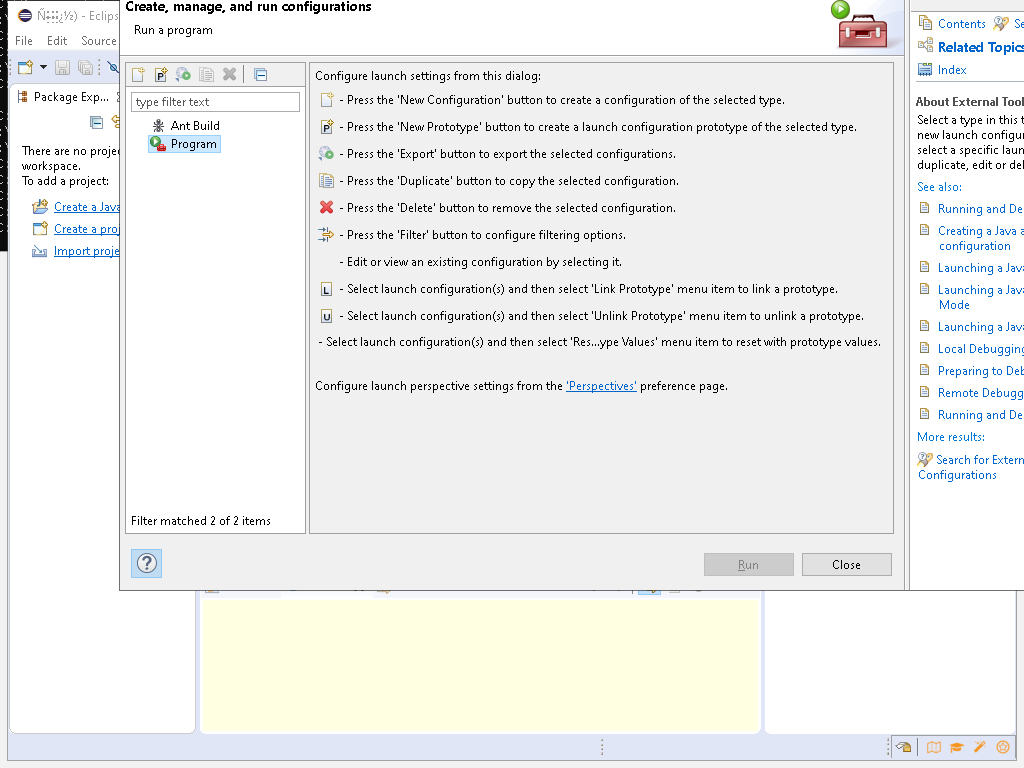 Create, manage, and run configurations
Run a program
- Eclips
File Edit Source
Package Exp...
There are no proje
workspace.
To add a project:
Create a Java
Create a proj
Import proje
type filter text
Ant Build
Program
Filter matched 2 of 2 items
Configure launch settings from this dialog:
- Press the 'New Configuration' button to create a configuration of the selected type.
- Press the 'New Prototype' button to create a launch configuration prototype of the selected type.
- Press the 'Export' button to export the selected configurations.
- Press the 'Duplicate' button to copy the selected configuration.
- Press the 'Delete' button to remove the selected configuration.
- Press the 'Filter' button to configure filtering options.
- Edit or view an existing configuration by selecting it.
L - Select launch configuration(s) and then select 'Link Prototype' menu item to link a prototype.
U - Select launch configuration(s) and then select 'Unlink Prototype' menu item to unlink a prototype.
- Select launch configuration(s) and then select 'Res...ype Values' menu item to reset with prototype values.
Configure launch perspective settings from the 'Perspectives' preference page.
Run
Close
Contents Se
Related Topics
Index
About External Tool
Select a type in this t
new launch configur
select a specific laun
duplicate, edit or del
See also:
Running and De
Creating a Java a
configuration
Launching a Java
Launching a Java
Mode
Launching a Java
Local Debugging
Preparing to Deb
Remote Debugg
Running and De
More results:
Search for Extern
Configurations